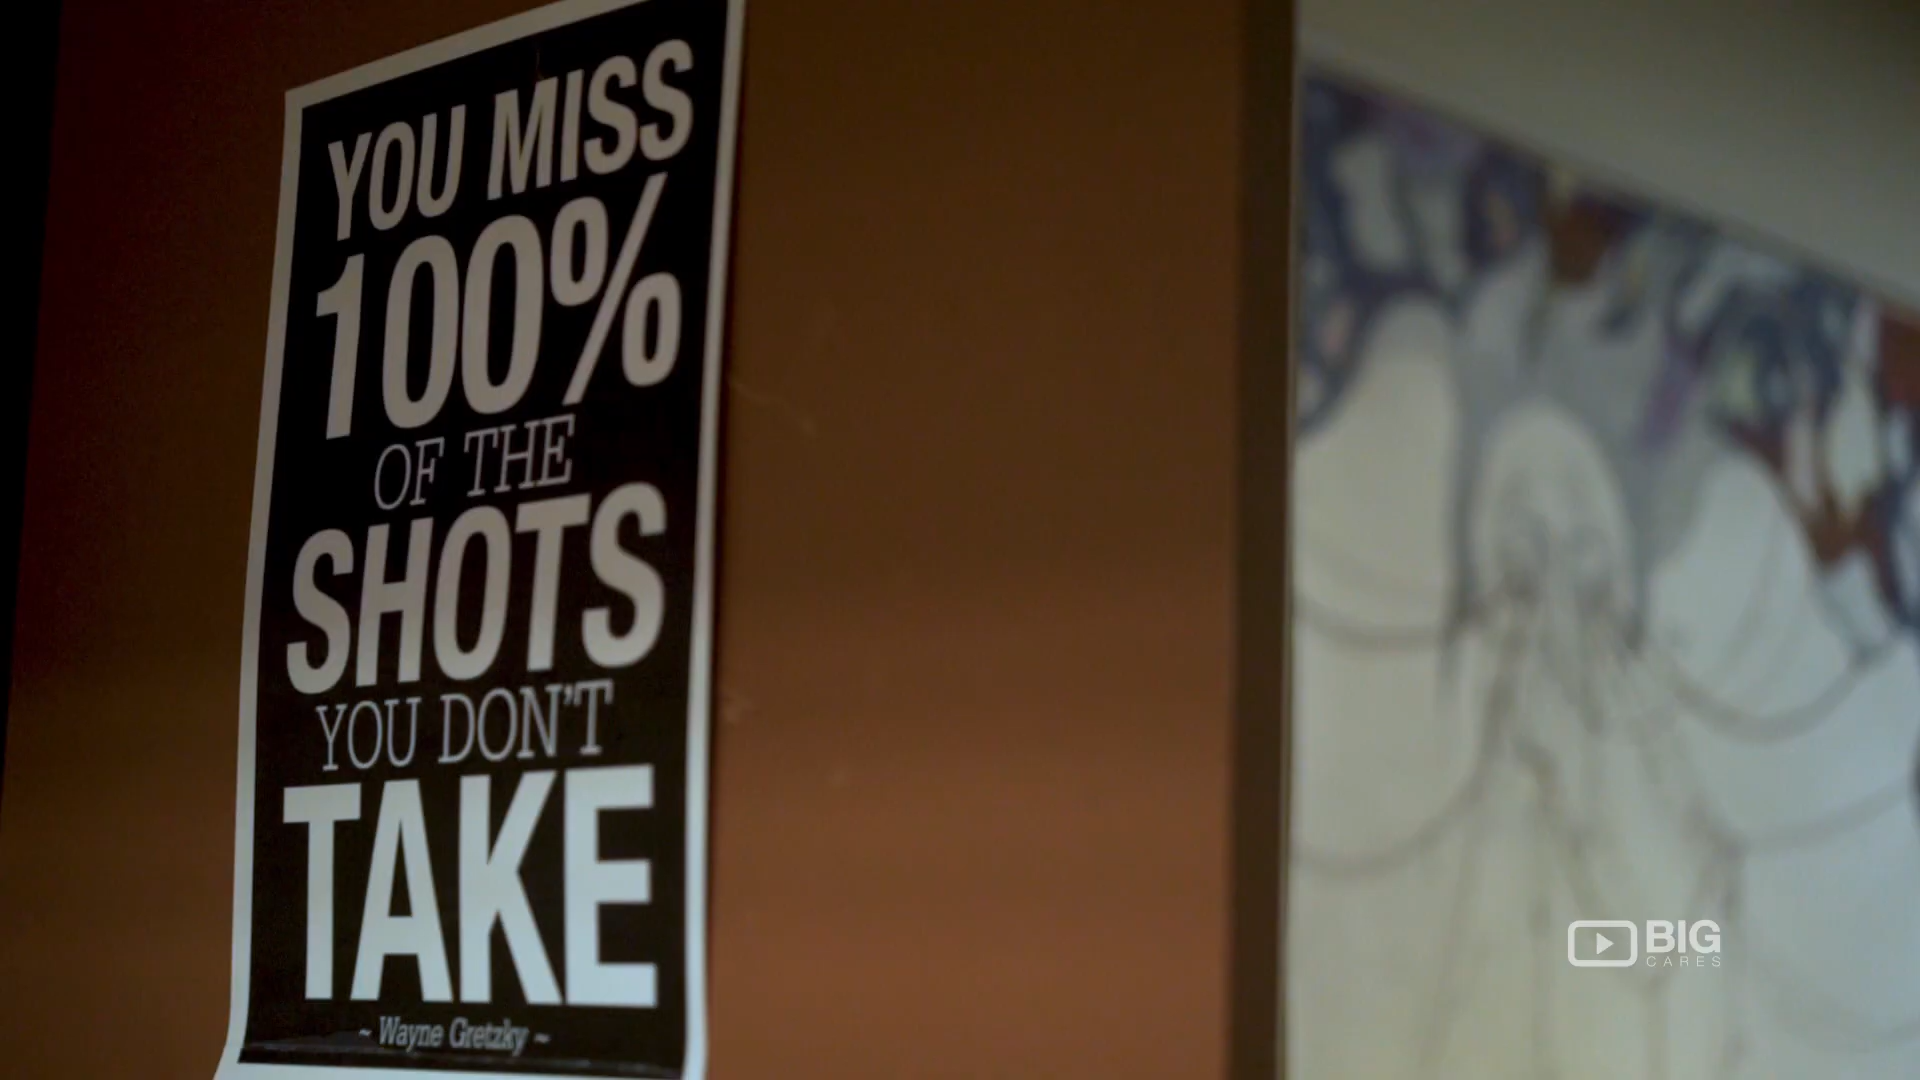 YOU MISS
100%
OF THE
SHOTS
YOU DON'T
TAKE
~ Wayne Gretzky ~
BIG
CARES